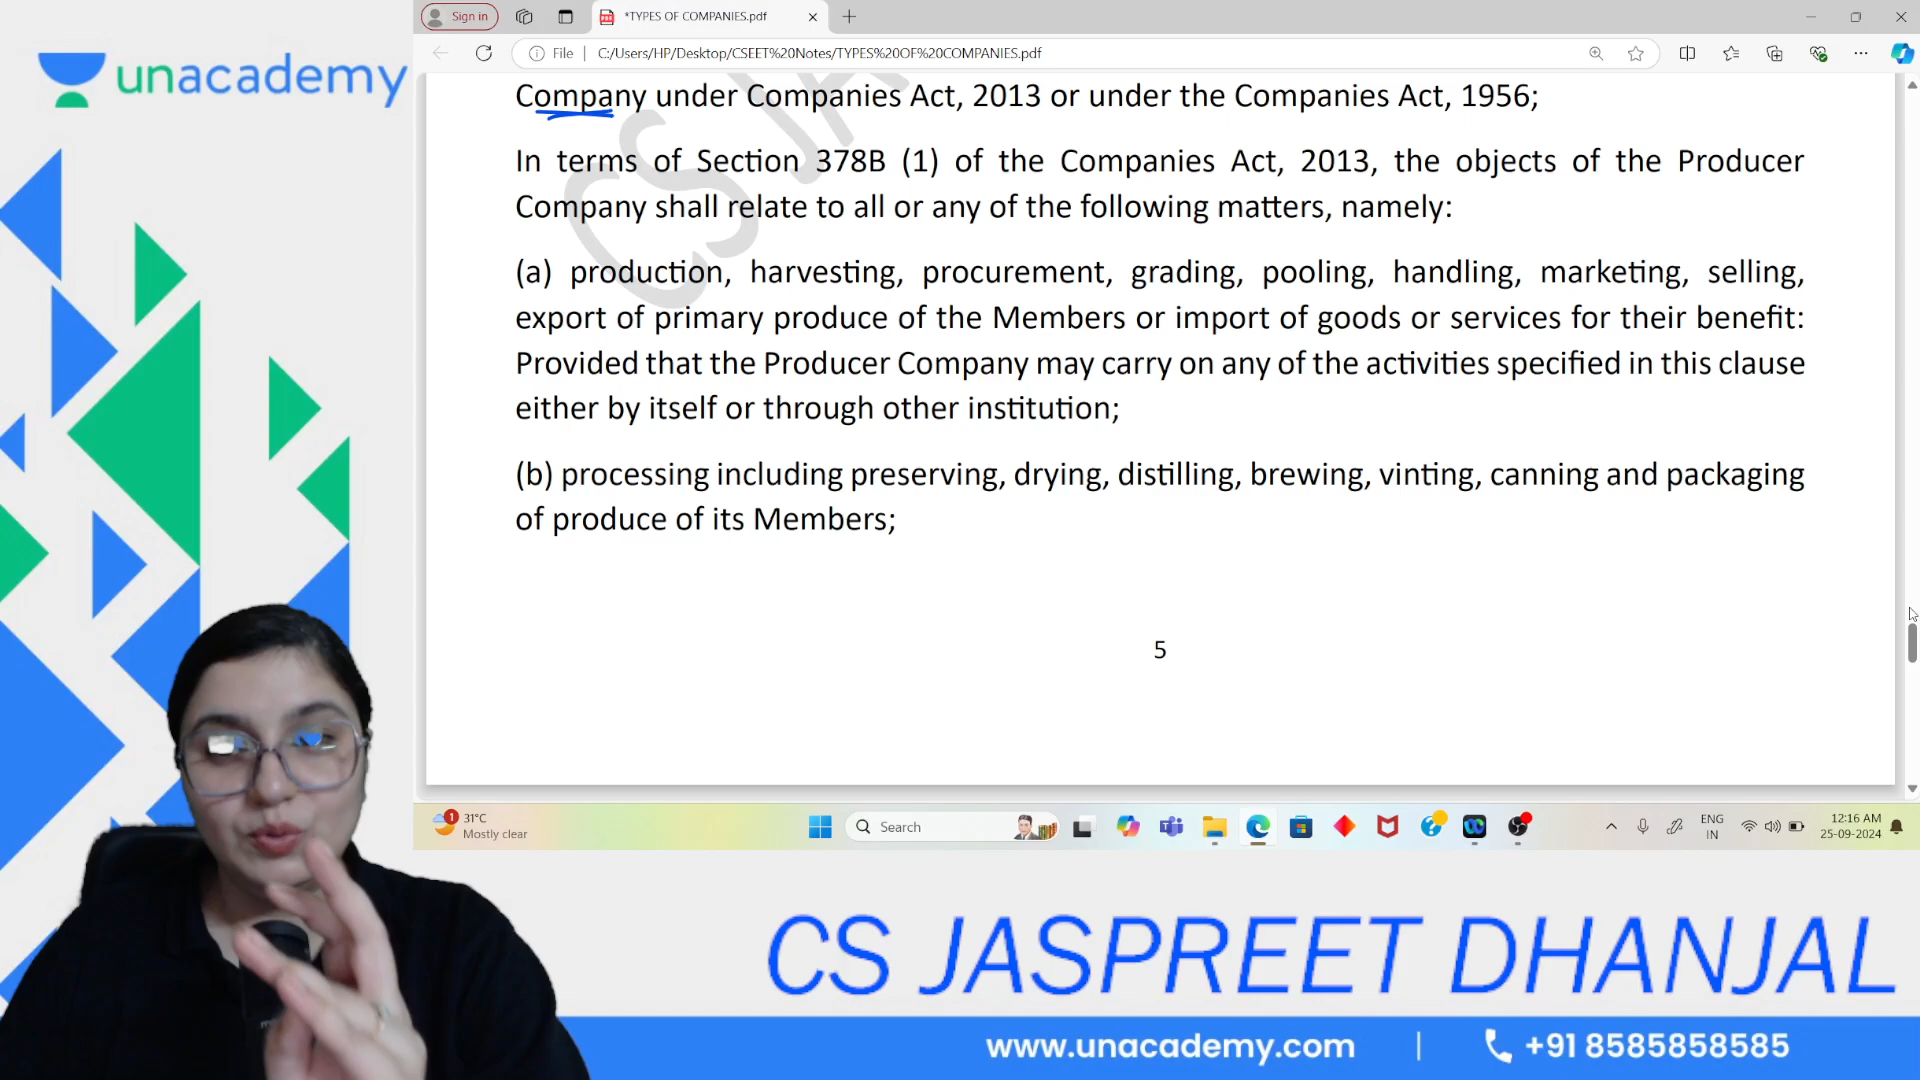 unacademy
Sign in
*TYPES OF COMPANIES.pdf
File
C:/Users/HP/Desktop/CSEET%20Notes/TYPES%20OF%20COMPANIES.pdf
Company under Companies Act, 2013 or under the Companies Act, 1956;
In terms of Section 378B (1) of the Companies Act, 2013, the objects of the Producer
Company shall relate to all or any of the following matters, namely:
(a) production, harvesting, procurement, grading, pooling, handling, marketing, selling,
export of primary produce of the Members or import of goods or services for their benefit:
Provided that the Producer Company may carry on any of the activities specified in this clause
either by itself or through other institution;
(b) processing including preserving, drying, distilling, brewing, vinting, canning and packaging
of produce of its Members;
CS JA
5
1
31°C
Mostly clear
Search
ENG
IN
12:16 AM
25-09-2024
CS JASPREET DHANJAL
www.unacademy.com | +91 8585858585